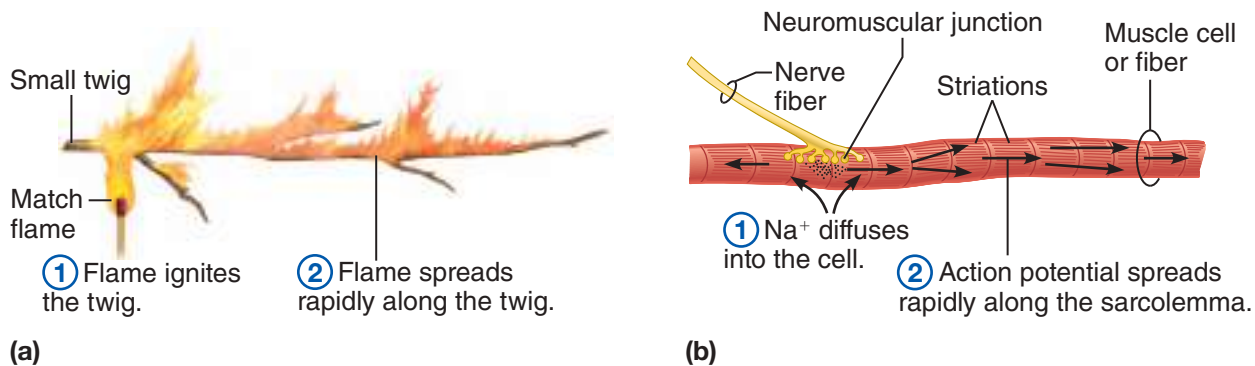 Small twig
Match
flame
1 Flame ignites
the twig.
2 Flame spreads
rapidly along the twig.
(a)
Neuromuscular junction
Nerve
fiber
Striations
Muscle cell
or fiber
1 Na⁺ diffuses
into the cell.
2 Action potential spreads
rapidly along the sarcolemma.
(b)